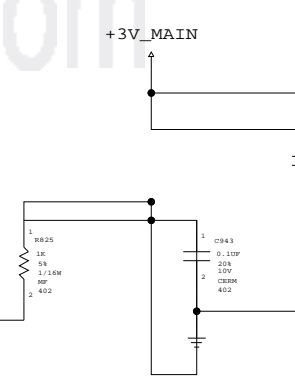 +3V_MAIN
1
R825
1K
5%
1/16W
MF
402
2
1
C943
0.1UF
20%
10V
CERM
402
2